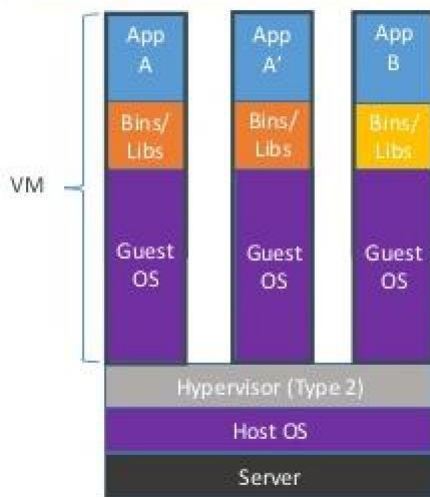 App
A
App
A'
App
B
Bins/
Libs
Bins/
Libs
Bins/
Libs
VM
Guest
OS
Guest
OS
Guest
OS
Hypervisor (Type 2)
Host OS
Server